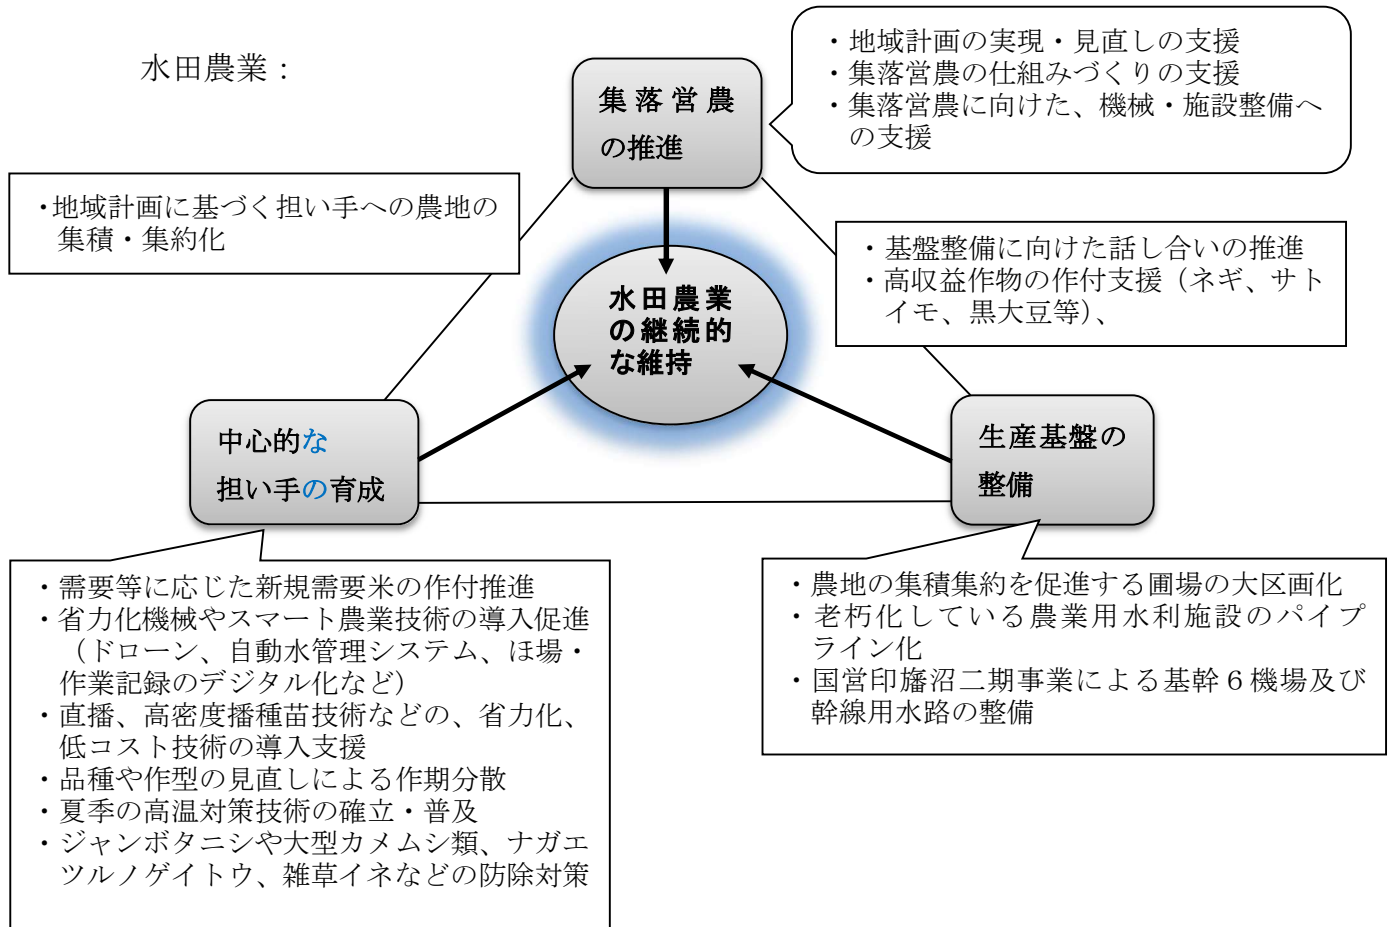 水田農業：
集落営農
の推進
・地域計画の実現・見直しの支援
・集落営農の仕組みづくりの支援
・集落営農に向けた、機械・施設整備へ
の支援
・地域計画に基づく担い手への農地の
集積・集約化
・基盤整備に向けた話し合いの推進
・高収益作物の作付支援（ネギ、サト
イモ、黒大豆等）、
水田農業
の継続的
な維持
中心的な
担い手の育成
生産基盤の
整備
・需要等に応じた新規需要米の作付推進
・省力化機械やスマート農業技術の導入促進
（ドローン、自動水管理システム、ほ場・
作業記録のデジタル化など）
・直播、高密度播種苗技術などの、省力化、
低コスト技術の導入支援
・品種や作型の見直しによる作期分散
・夏季の高温対策技術の確立・普及
・ジャンボタニシや大型カメムシ類、ナガエ
ツルノゲイトウ、雑草イネなどの防除対策
・農地の集積集約を促進する圃場の大区画化
・老朽化している農業用水利施設のパイプ
ライン化
・国営印旛沼二期事業による基幹６機場及び
幹線用水路の整備